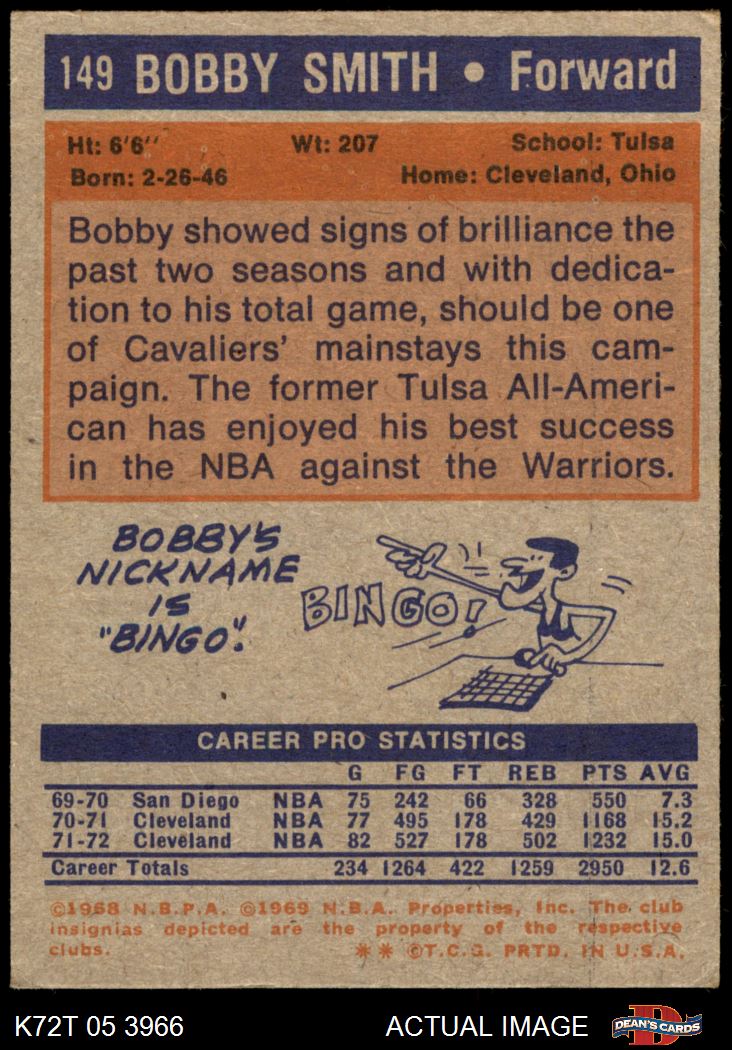 149 BOBBY SMITH • Forward
Ht: 6'6'' Wt: 207 School: Tulsa
Born: 2-26-46 Home: Cleveland, Ohio
Bobby showed signs of brilliance the
past two seasons and with dedica-
tion to his total game, should be one
of Cavaliers' mainstays this cam-
paign. The former Tulsa All-Ameri-
can has enjoyed his best success
in the NBA against the Warriors.
BOBBY'S
NICKNAME
IS
"BINGO".
BINGO!
CAREER PRO STATISTICS
G FG FT REB PTS AVG
69-70 San Diego NBA 75 242 66 328 550 7.3
70-71 Cleveland NBA 77 495 178 429 1168 15.2
71-72 Cleveland NBA 82 527 178 502 1232 15.0
Career Totals 234 1264 422 1259 2950 12.6
©1968 N.B.P.A. ©1969 N.B.A. Properties, Inc. The club
insignias depicted are the property of the respective
clubs. ** ©T.C.G. PRTD. IN U.S.A.
K72T 05 3966 ACTUAL IMAGE D DEAN'S CARDS